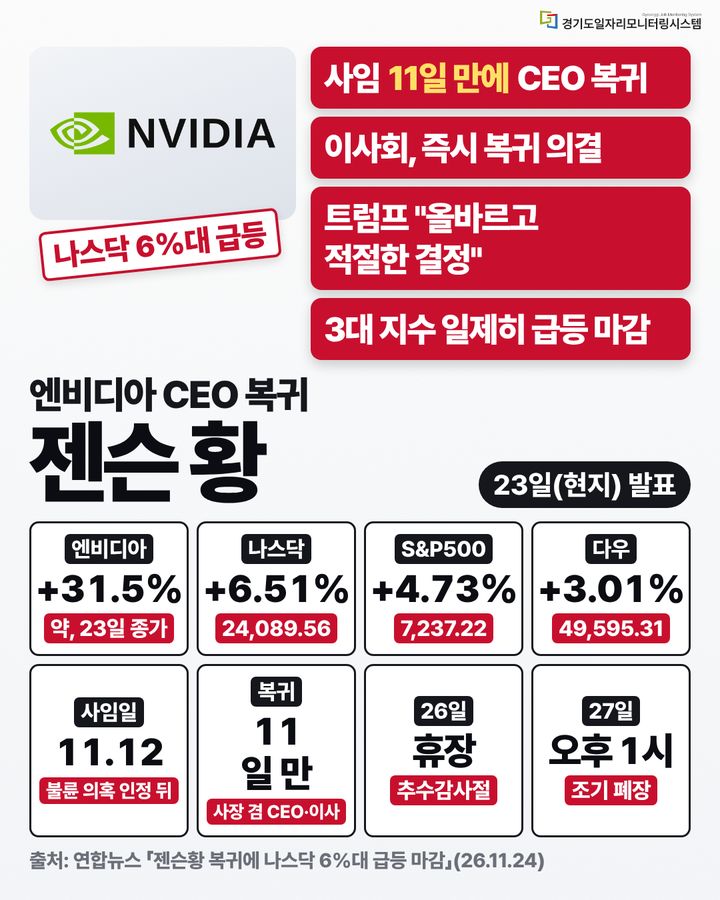 경기도일자리모니터링시스템
NVIDIA
나스닥 6%대 급등
사임 11일 만에 CEO 복귀
이사회, 즉시 복귀 의결
트럼프 "올바르고
적절한 결정"
3대 지수 일제히 급등 마감
엔비디아 CEO 복귀
젠슨 황
23일(현지) 발표
엔비디아
+31.5%
약, 23일 종가
나스닥
+6.51%
24,089.56
S&P500
+4.73%
7,237.22
다우
+3.01%
49,595.31
사임일
11.12
불륜 의혹 인정 뒤
복귀
11
일 만
사장 겸 CEO·이사
26일
휴장
추수감사절
27일
오후 1시
조기 폐장
출처: 연합뉴스 「젠슨황 복귀에 나스닥 6%대 급등 마감」(26.11.24)